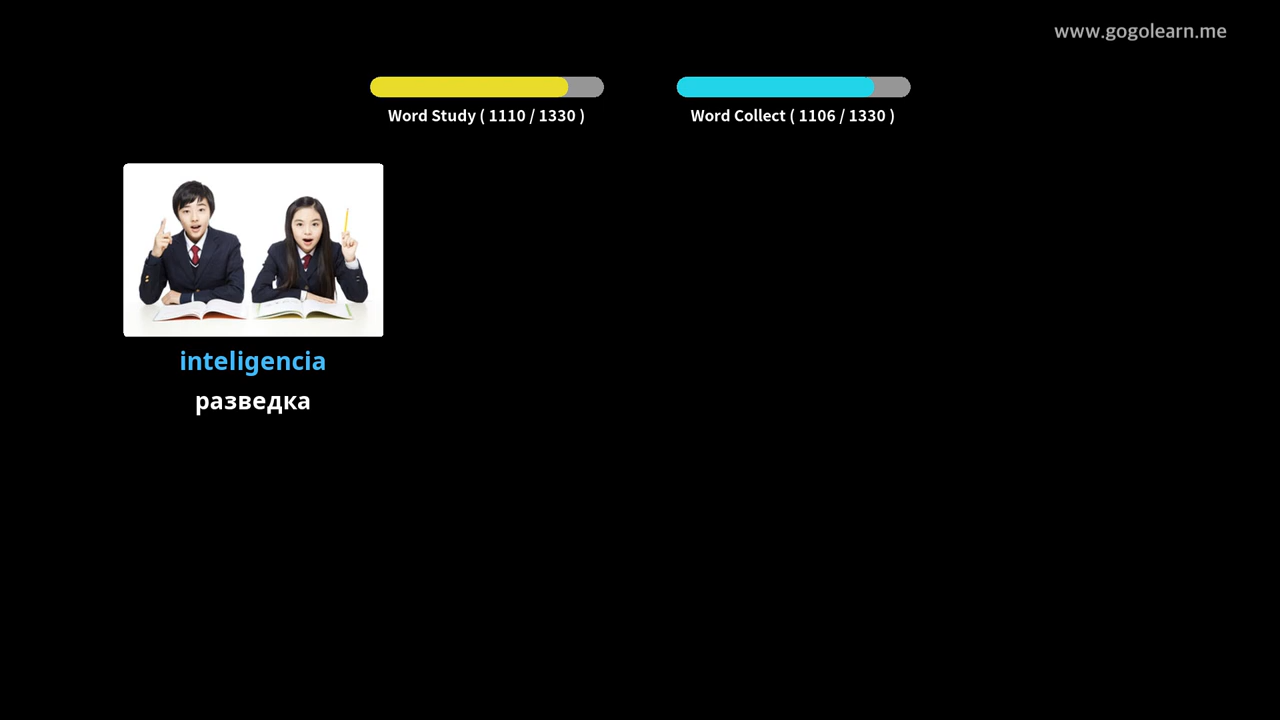 www.gogolearn.me
Word Study ( 1110 / 1330 )
Word Collect ( 1106 / 1330 )
inteligencia
разведка